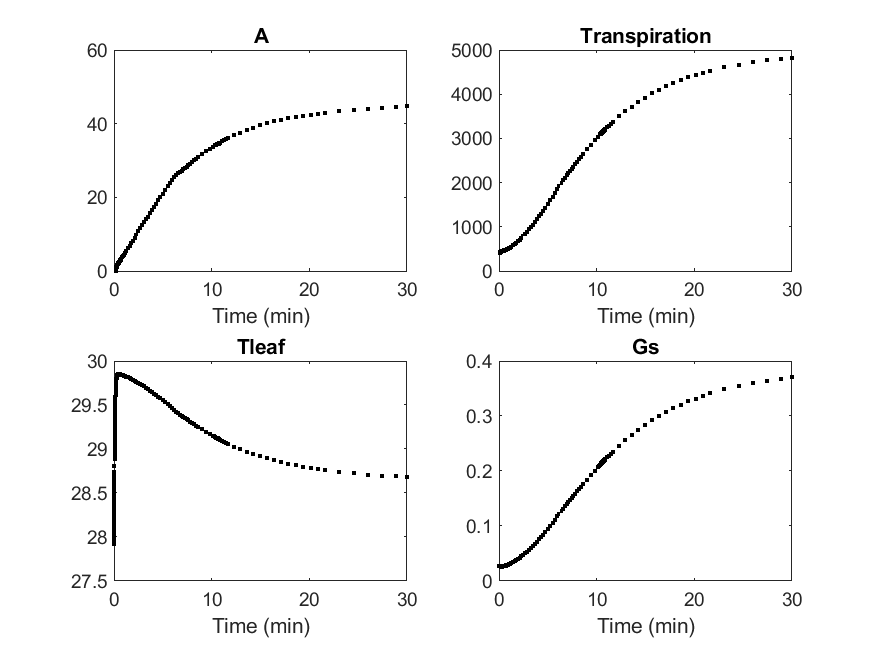 A
60
40
20
0
0 10 20 30
Time (min)
Transpiration
5000
4000
3000
2000
1000
0
0 10 20 30
Time (min)
Tleaf
30
29.5
29
28.5
28
27.5
0 10 20 30
Time (min)
Gs
0.4
0.3
0.2
0.1
0
0 10 20 30
Time (min)